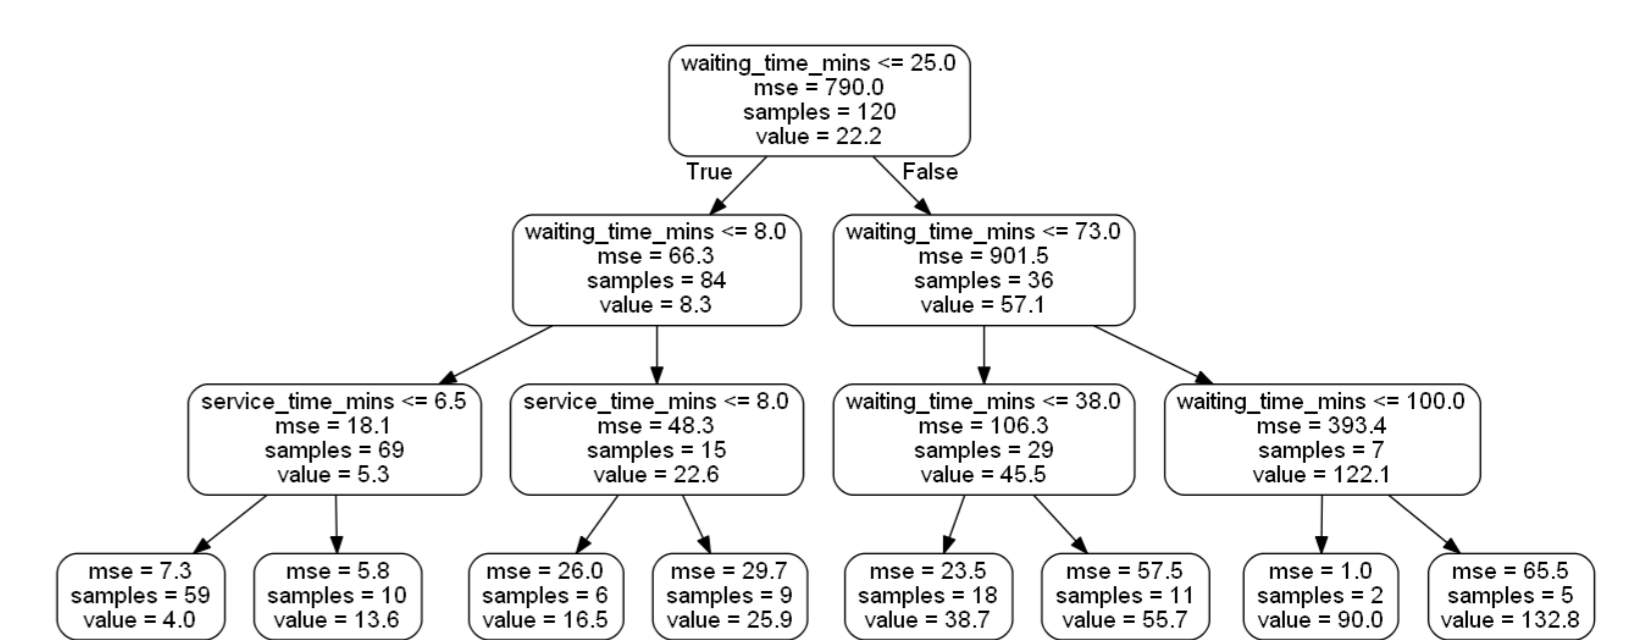 waiting_time_mins <= 25.0
mse = 790.0
samples = 120
value = 22.2
True
False
waiting_time_mins <= 8.0
mse = 66.3
samples = 84
value = 8.3
waiting_time_mins <= 73.0
mse = 901.5
samples = 36
value = 57.1
service_time_mins <= 6.5
mse = 18.1
samples = 69
value = 5.3
service_time_mins <= 8.0
mse = 48.3
samples = 15
value = 22.6
waiting_time_mins <= 38.0
mse = 106.3
samples = 29
value = 45.5
waiting_time_mins <= 100.0
mse = 393.4
samples = 7
value = 122.1
mse = 7.3
samples = 59
value = 4.0
mse = 5.8
samples = 10
value = 13.6
mse = 26.0
samples = 6
value = 16.5
mse = 29.7
samples = 9
value = 25.9
mse = 23.5
samples = 18
value = 38.7
mse = 57.5
samples = 11
value = 55.7
mse = 1.0
samples = 2
value = 90.0
mse = 65.5
samples = 5
value = 132.8